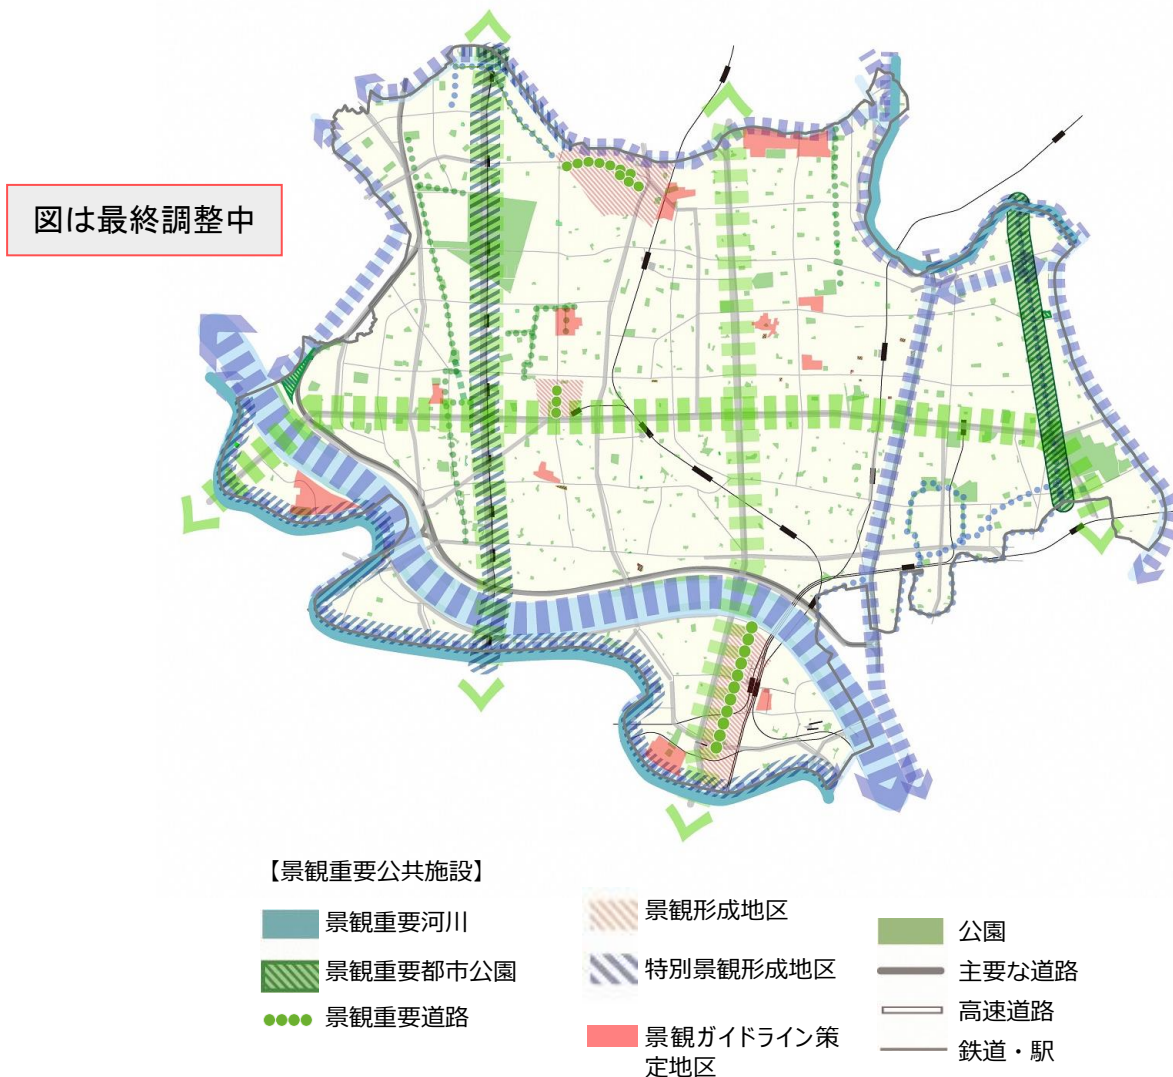 図は最終調整中
【景観重要公共施設】
景観重要河川
景観重要都市公園
景観重要道路
景観形成地区
特別景観形成地区
景観ガイドライン策
定地区
公園
主要な道路
高速道路
鉄道・駅